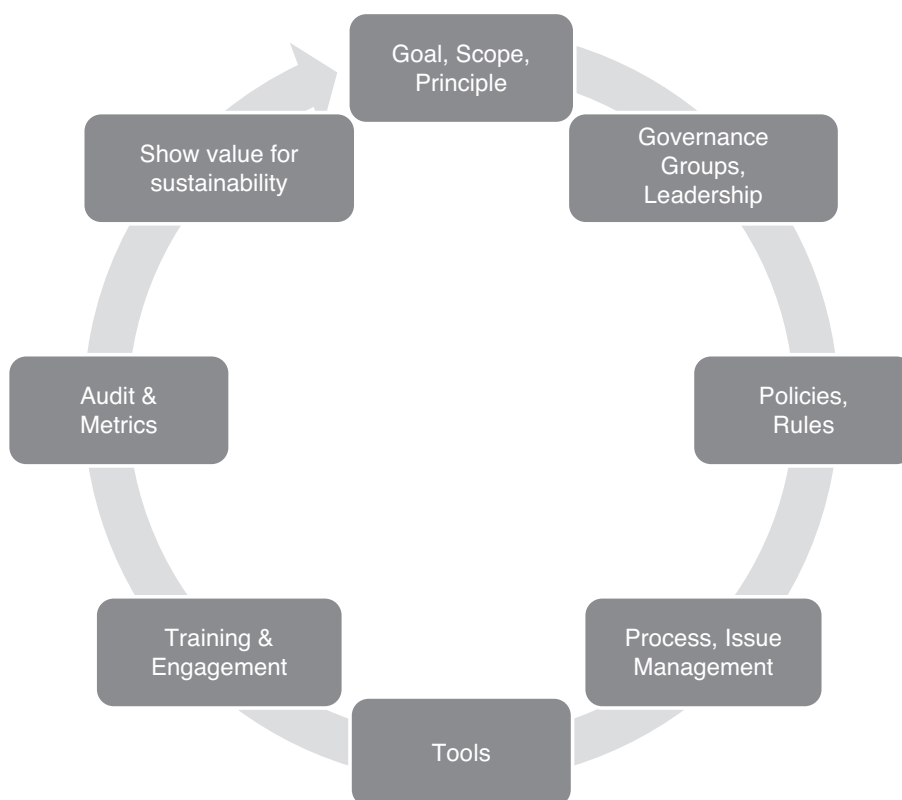 Goal, Scope,
Principle
Governance
Groups,
Leadership
Policies,
Rules
Process, Issue
Management
Tools
Training &
Engagement
Audit &
Metrics
Show value for
sustainability